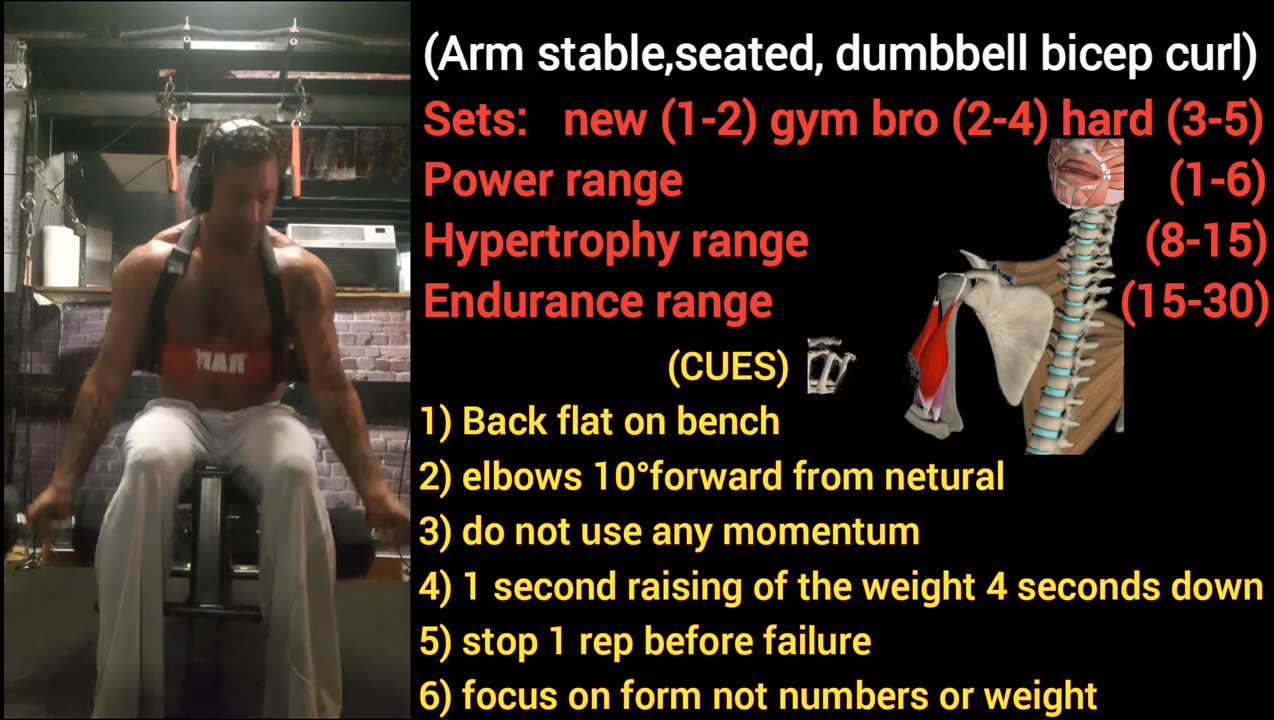 (Arm stable,seated, dumbbell bicep curl)
Sets: new (1-2) gym bro (2-4) hard (3-5)
Power range (1-6)
Hypertrophy range (8-15)
Endurance range (15-30)
(CUES)
1) Back flat on bench
2) elbows 10°forward from netural
3) do not use any momentum
4) 1 second raising of the weight 4 seconds down
5) stop 1 rep before failure
6) focus on form not numbers or weight